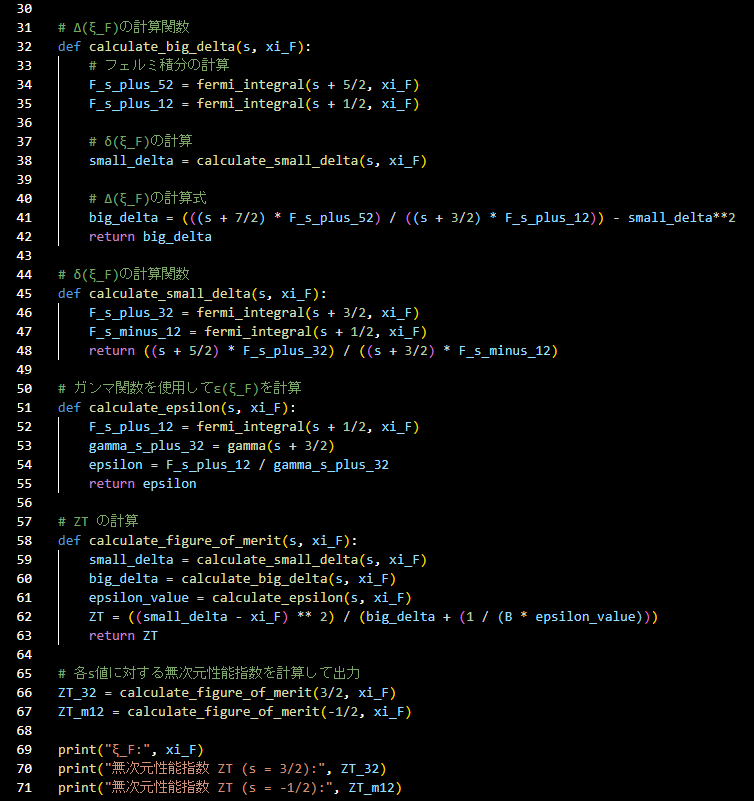 30
31 # Δ(ξ_F)の計算関数
32 def calculate_big_delta(s, xi_F):
33     # フェルミ積分の計算
34     F_s_plus_52 = fermi_integral(s + 5/2, xi_F)
35     F_s_plus_12 = fermi_integral(s + 1/2, xi_F)
36
37     # δ(ξ_F)の計算
38     small_delta = calculate_small_delta(s, xi_F)
39
40     # Δ(ξ_F)の計算式
41     big_delta = (((s + 7/2) * F_s_plus_52) / ((s + 3/2) * F_s_plus_12)) - small_delta**2
42     return big_delta
43
44 # δ(ξ_F)の計算関数
45 def calculate_small_delta(s, xi_F):
46     F_s_plus_32 = fermi_integral(s + 3/2, xi_F)
47     F_s_minus_12 = fermi_integral(s + 1/2, xi_F)
48     return ((s + 5/2) * F_s_plus_32) / ((s + 3/2) * F_s_minus_12)
49
50 # ガンマ関数を使用してε(ξ_F)を計算
51 def calculate_epsilon(s, xi_F):
52     F_s_plus_12 = fermi_integral(s + 1/2, xi_F)
53     gamma_s_plus_32 = gamma(s + 3/2)
54     epsilon = F_s_plus_12 / gamma_s_plus_32
55     return epsilon
56
57 # ZT の計算
58 def calculate_figure_of_merit(s, xi_F):
59     small_delta = calculate_small_delta(s, xi_F)
60     big_delta = calculate_big_delta(s, xi_F)
61     epsilon_value = calculate_epsilon(s, xi_F)
62     ZT = ((small_delta - xi_F) ** 2) / (big_delta + (1 / (B * epsilon_value)))
63     return ZT
64
65 # 各s値に対する無次元性能指数を計算して出力
66 ZT_32 = calculate_figure_of_merit(3/2, xi_F)
67 ZT_m12 = calculate_figure_of_merit(-1/2, xi_F)
68
69 print("ξ_F:", xi_F)
70 print("無次元性能指数 ZT (s = 3/2):", ZT_32)
71 print("無次元性能指数 ZT (s = -1/2):", ZT_m12)